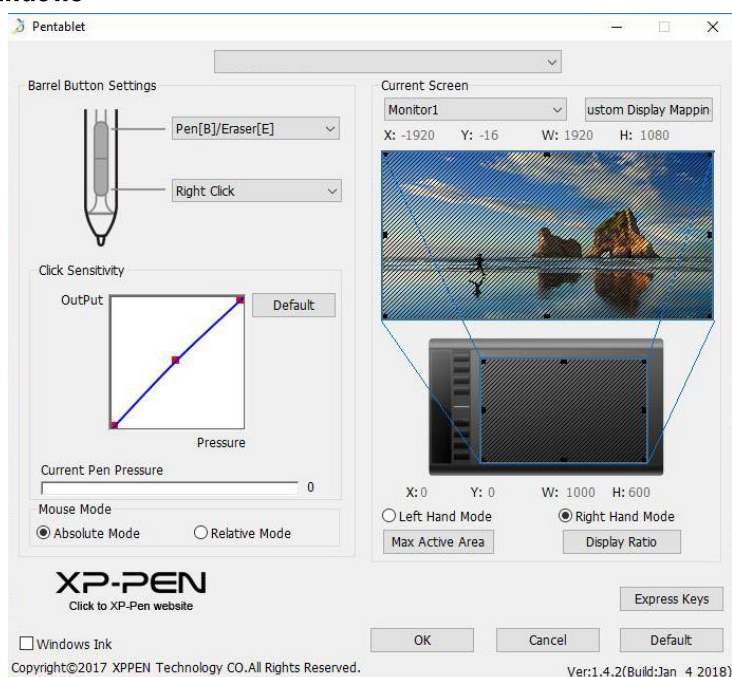 Pentablet
Barrel Button Settings
Pen[B]/Eraser[E]
Right Click
Click Sensitivity
OutPut
Default
Pressure
Current Pen Pressure
0
Mouse Mode
Absolute Mode
Relative Mode
Current Screen
Monitor1
ustom Display Mappin
X: -1920 Y: -16 W: 1920 H: 1080
X: 0 Y: 0 W: 1000 H: 600
Left Hand Mode
Right Hand Mode
Max Active Area
Display Ratio
XP-PEN
Click to XP-Pen website
Express Keys
Windows Ink
OK
Cancel
Default
Copyright©2017 XPPEN Technology CO.All Rights Reserved.
Ver:1.4.2(Build:Jan 4 2018)